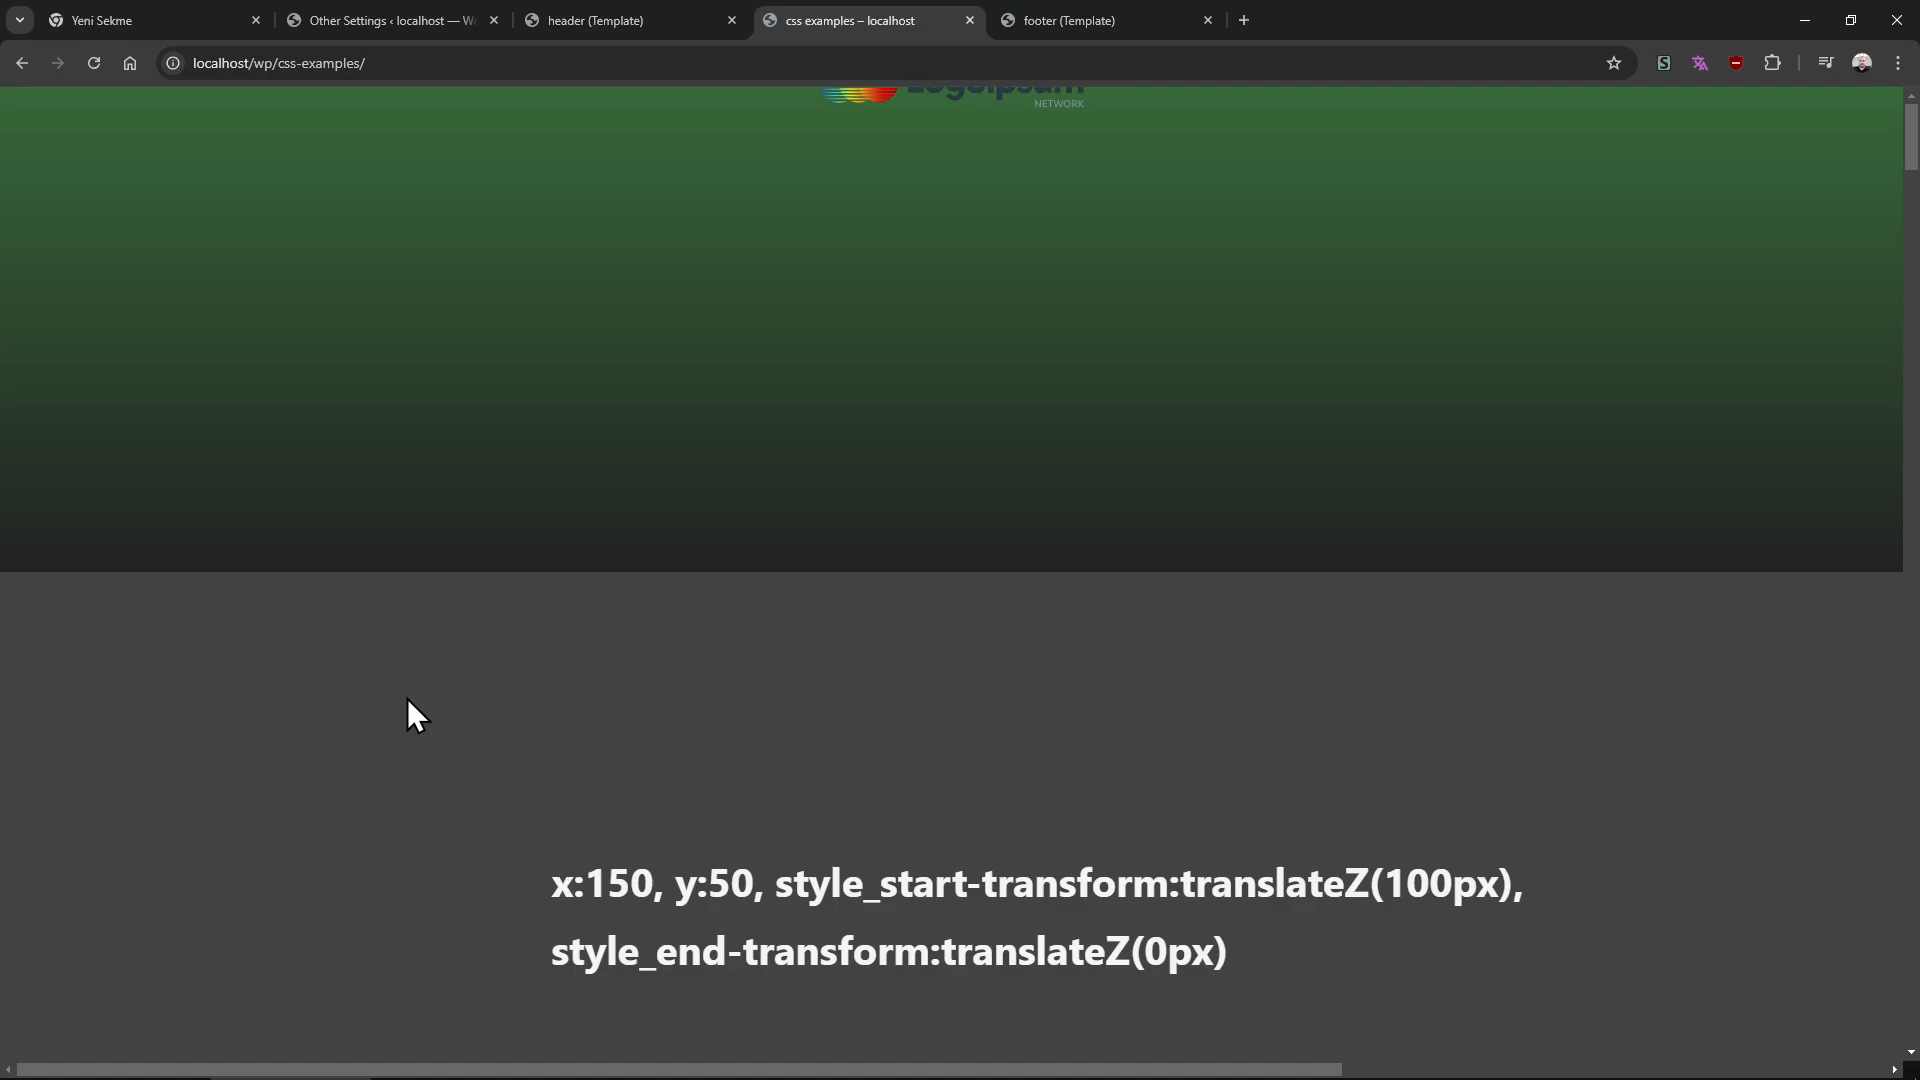 Yeni Sekme
Other Settings ‹ localhost — W
header (Template)
css examples – localhost
footer (Template)
localhost/wp/css-examples/
Logoipsum
NETWORK
x:150, y:50, style_start-transform:translateZ(100px),
style_end-transform:translateZ(0px)